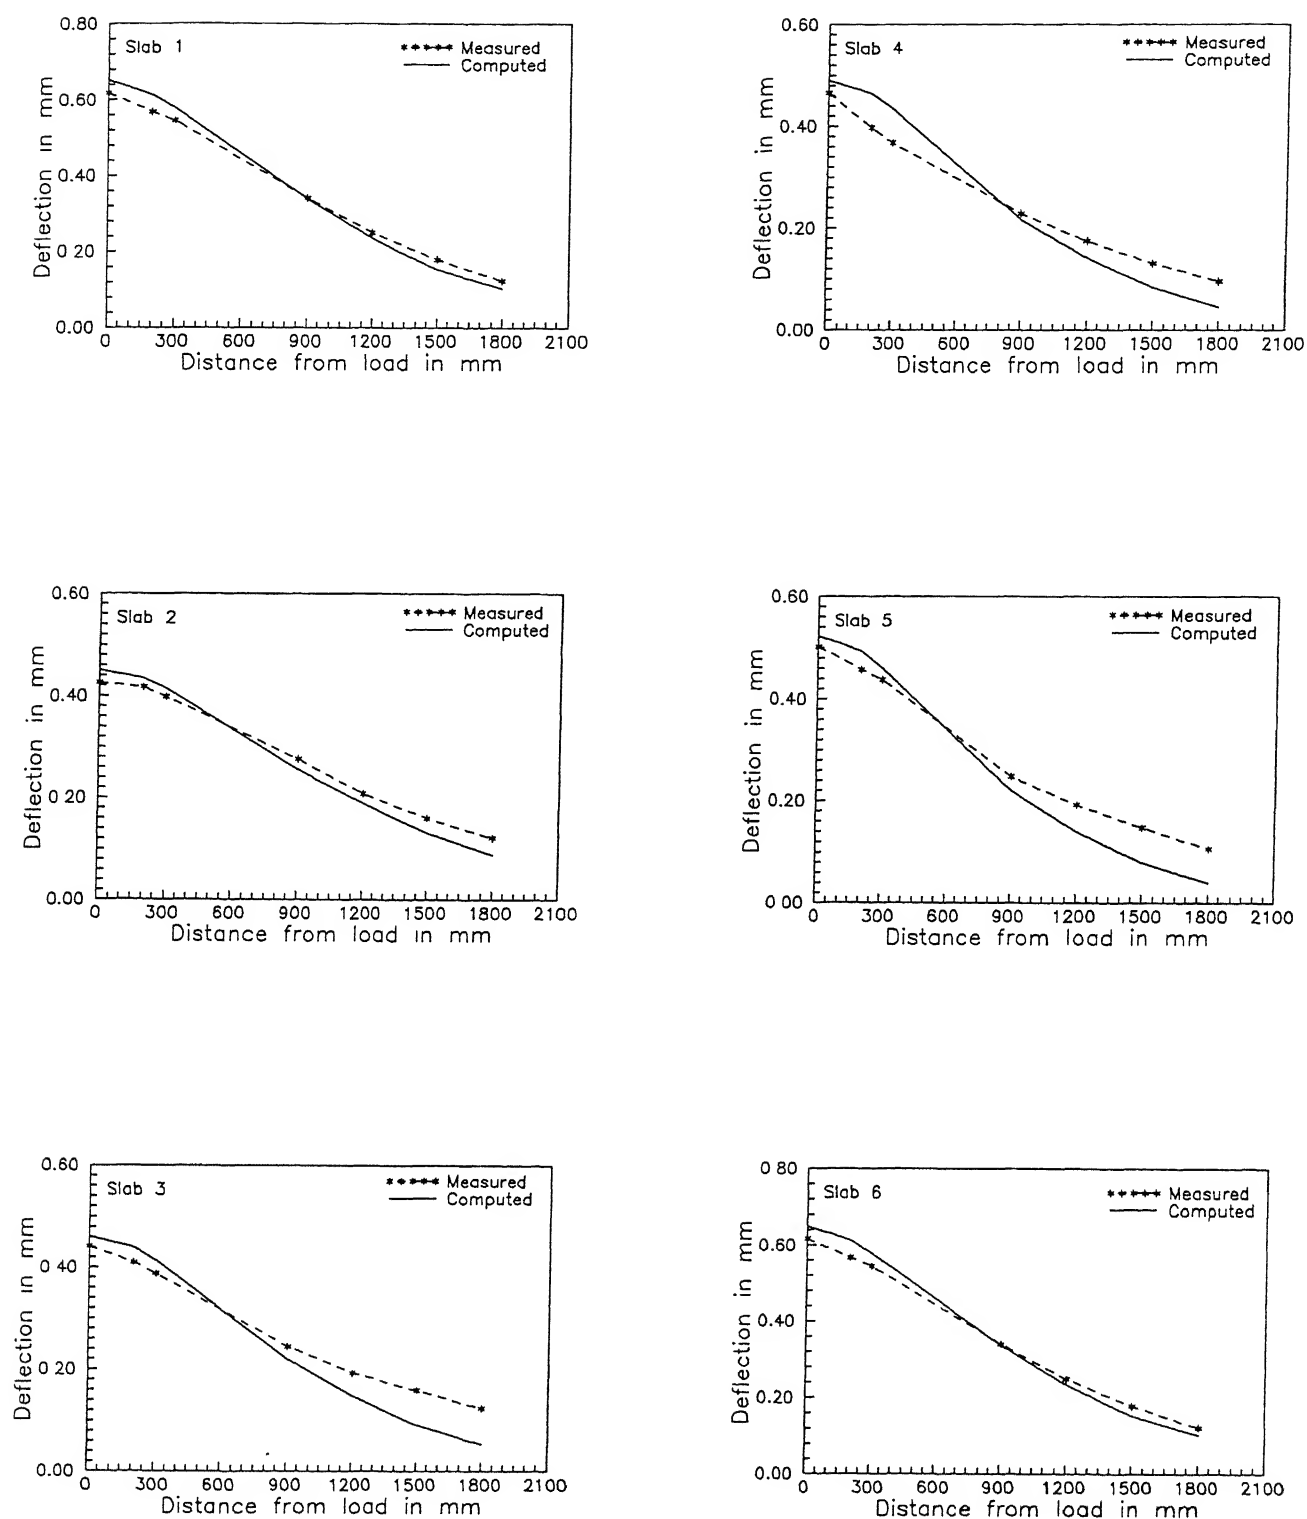 0.80
Slab 1
Measured
Computed
0.60
0.40
0.20
0.00
Deflection in mm
0 300 600 900 1200 1500 1800 2100
Distance from load in mm
0.60
Slab 4
Measured
Computed
0.40
0.20
0.00
Deflection in mm
0 300 600 900 1200 1500 1800 2100
Distance from load in mm
0.60
Slab 2
Measured
Computed
0.40
0 20
0.00
Deflection in mm
0 300 600 900 1200 1500 1800 2100
Distance from load in mm
0.60
Slab 5
Measured
Computed
0.40
0.20
0 00
Deflection in mm
0 300 600 900 1200 1500 1800 2100
Distance from load in mm
0 60
Slab 3
Measured
Computed
0 40
0 20
0.00
Deflection in mm
0 300 600 900 1200 1500 1800 2100
Distance from load in mm
0 80
Slab 6
Measured
Computed
0.60
0.40
0.20
0.00
Deflection in mm
0 300 600 900 1200 1500 1800 2100
Distance from load in mm